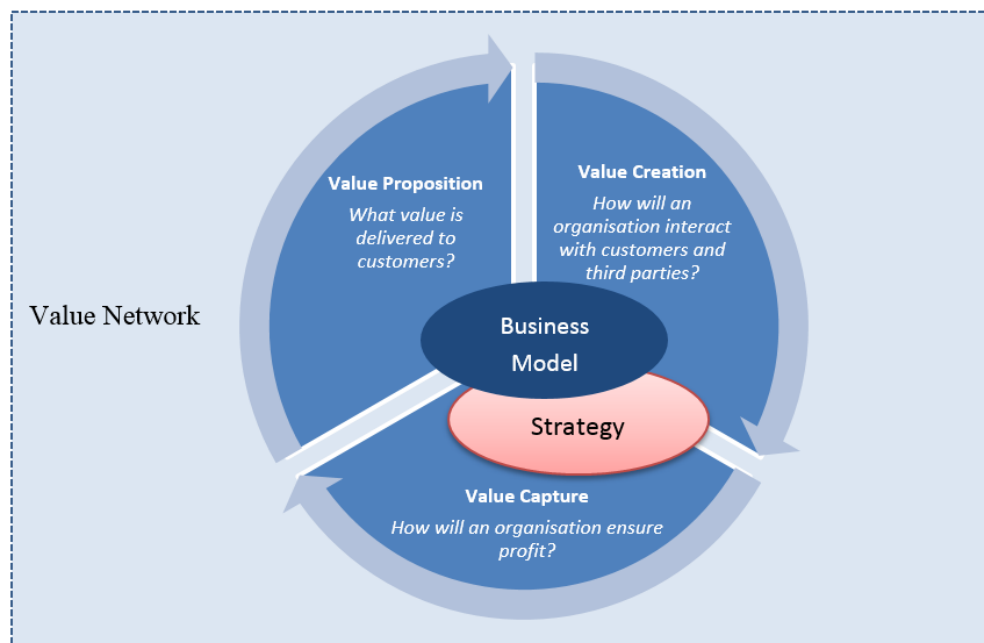 Value Proposition
What value is
delivered to
customers?
Value Creation
How will an
organisation interact
with customers and
third parties?
Value Network
Business
Model
Strategy
Value Capture
How will an organisation ensure
profit?